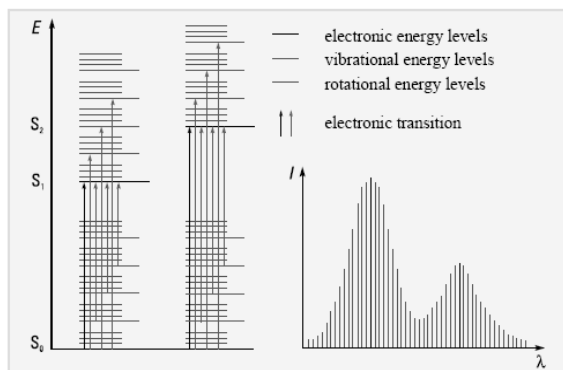 E
electronic energy levels
vibrational energy levels
rotational energy levels
electronic transition
S₂
S₁
S₀
I
λ